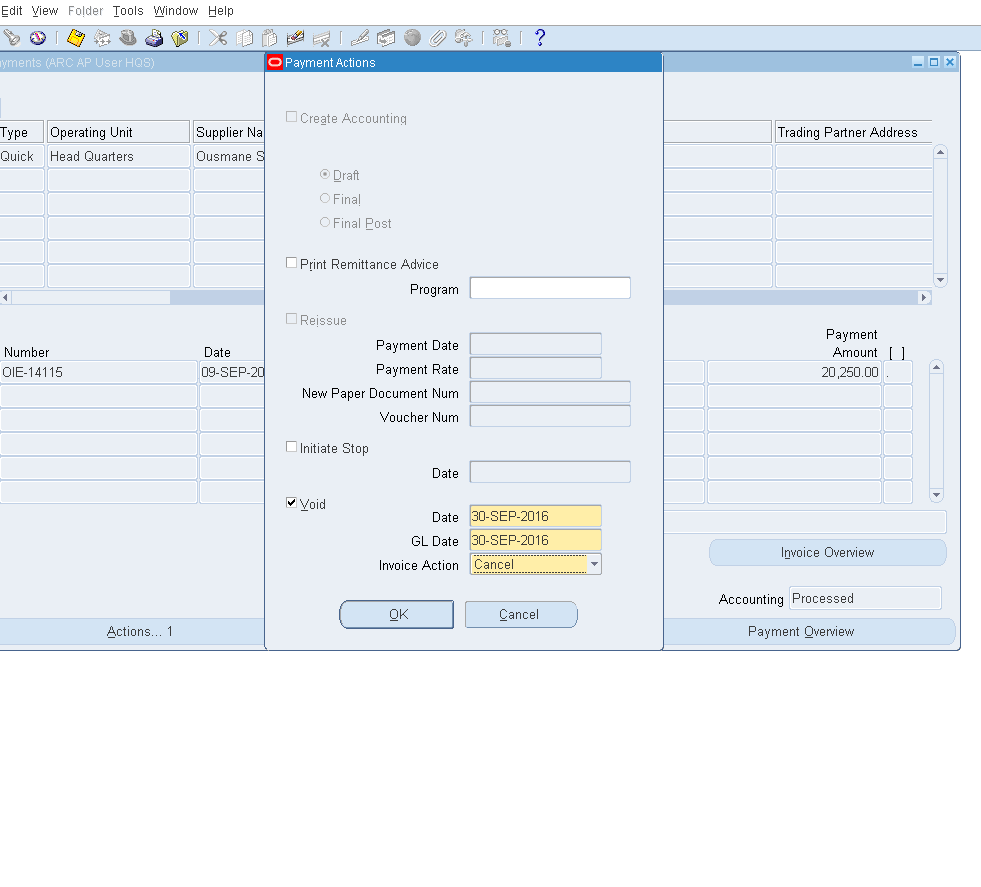 Edit View Folder Tools Window Help
yments (ARC AP User HQS)
Payment Actions
Create Accounting
Type Operating Unit Supplier Na Trading Partner Address
Quick Head Quarters Ousmane S
Draft
Final
Final Post
Print Remittance Advice
Program
Reissue
Payment Date
Payment Rate
New Paper Document Num
Voucher Num
Payment
Number Date Amount [ ]
OIE-14115 09-SEP-20 20,250.00 .
Initiate Stop
Date
Void
Date 30-SEP-2016
GL Date 30-SEP-2016
Invoice Action Cancel
Invoice Overview
OK Cancel
Accounting Processed
Actions... 1 Payment Overview